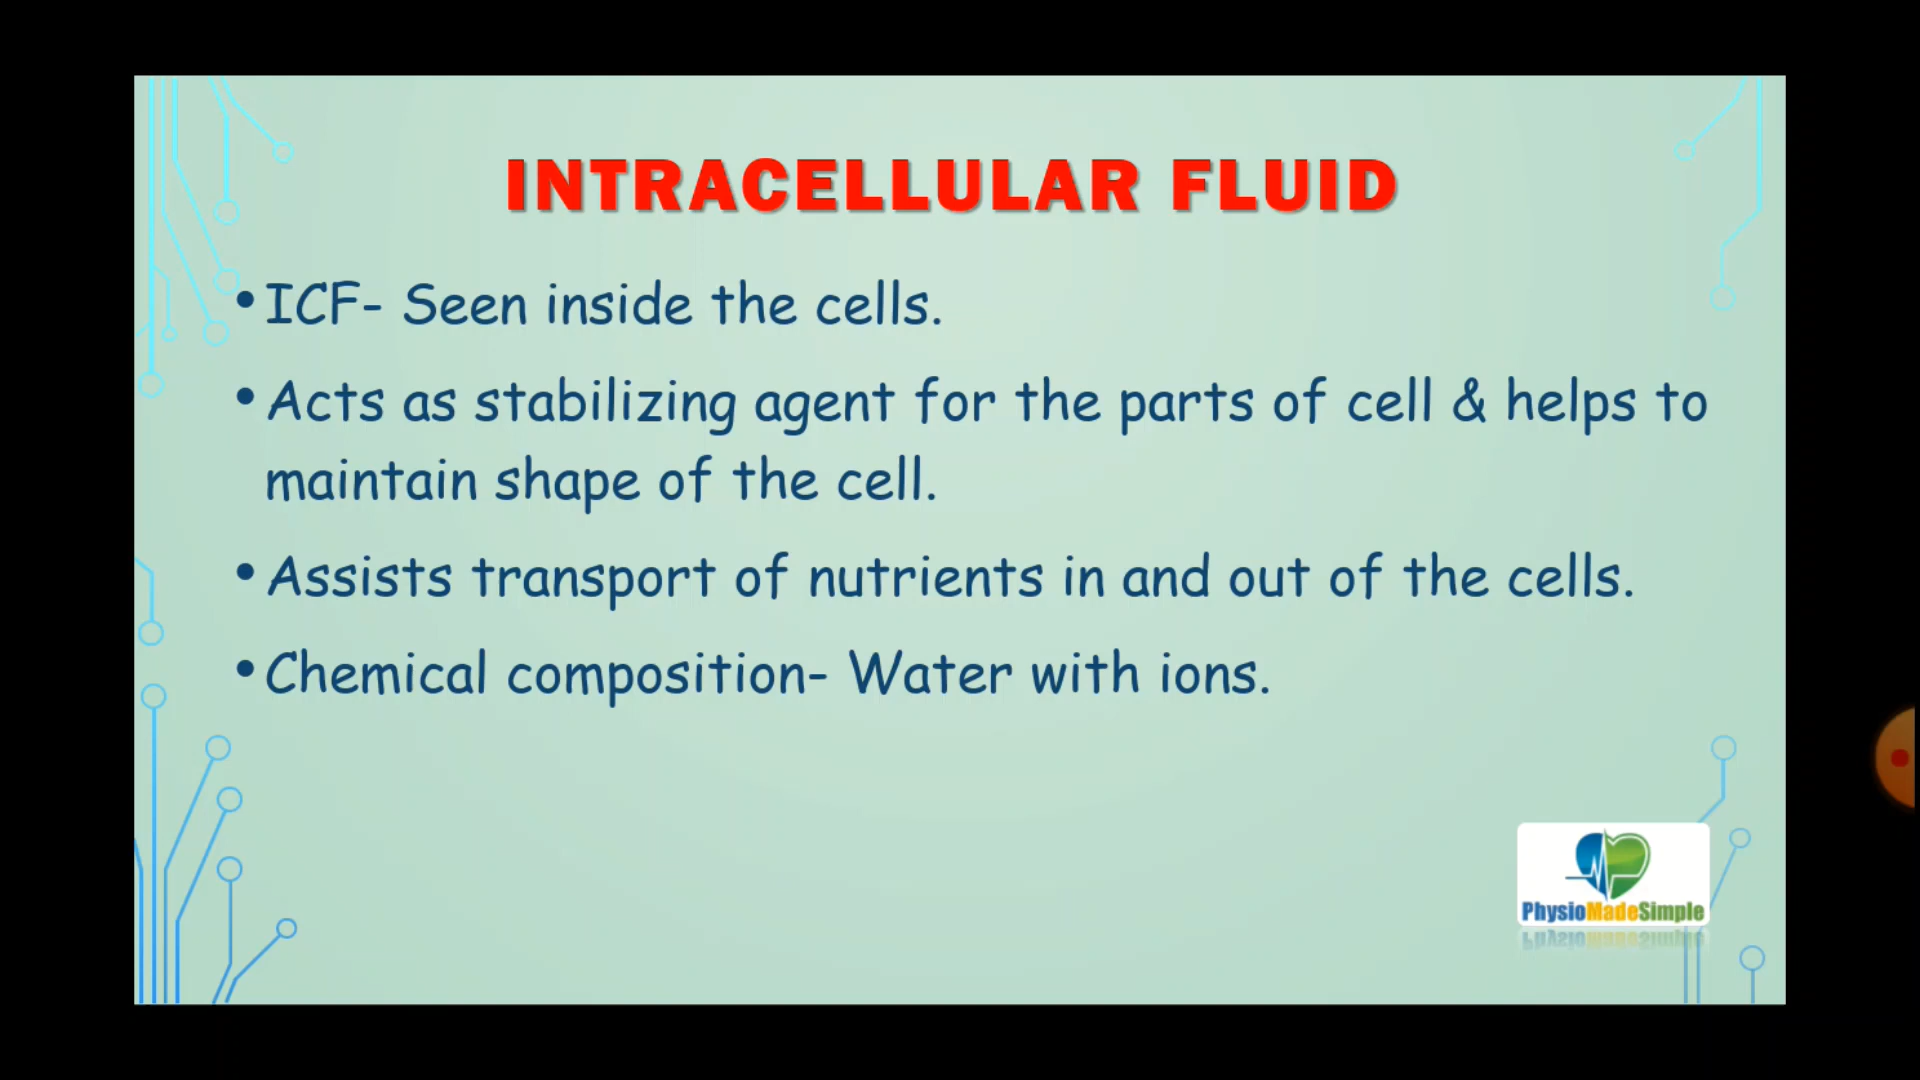 INTRACELLULAR FLUID
• ICF- Seen inside the cells.
• Acts as stabilizing agent for the parts of cell & helps to
maintain shape of the cell.
• Assists transport of nutrients in and out of the cells.
• Chemical composition- Water with ions.
PhysioMadeSimple